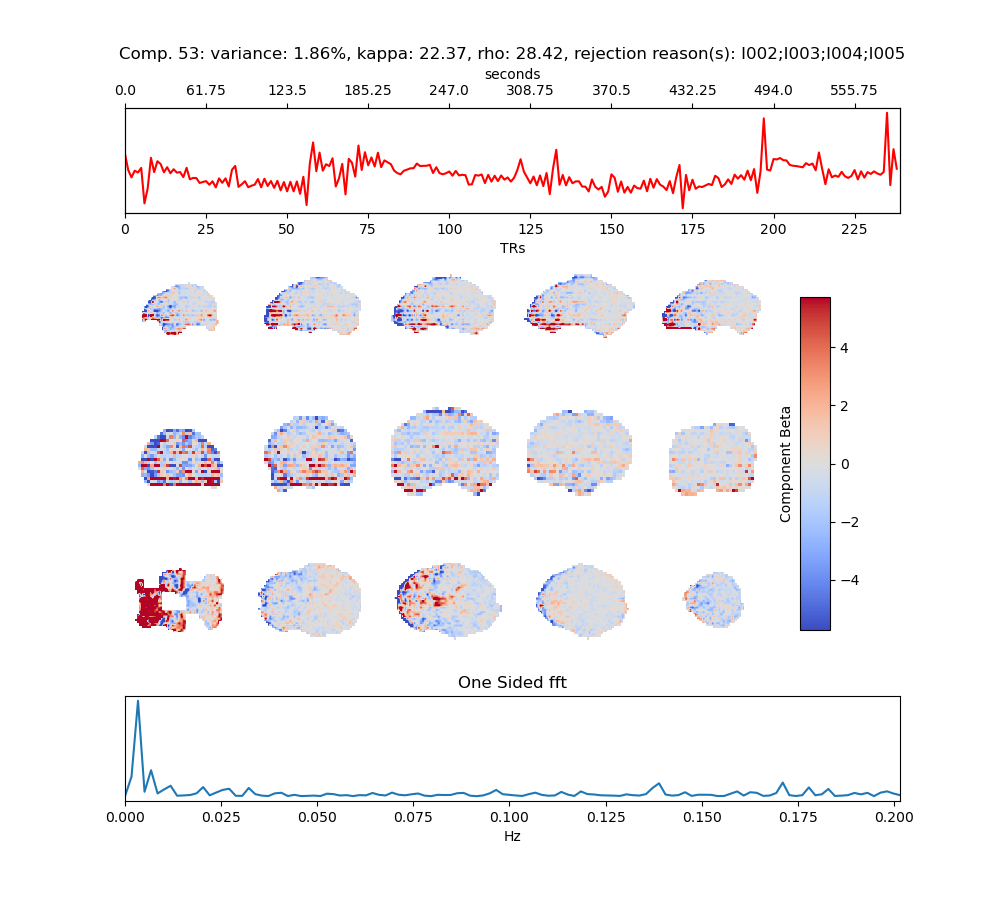 Comp. 53: variance: 1.86%, kappa: 22.37, rho: 28.42, rejection reason(s): I002;I003;I004;I005
seconds
0.0 61.75 123.5 185.25 247.0 308.75 370.5 432.25 494.0 555.75
0 25 50 75 100 125 150 175 200 225
TRs
4
2
0
−2
−4
Component Beta
One Sided fft
0.000 0.025 0.050 0.075 0.100 0.125 0.150 0.175 0.200
Hz